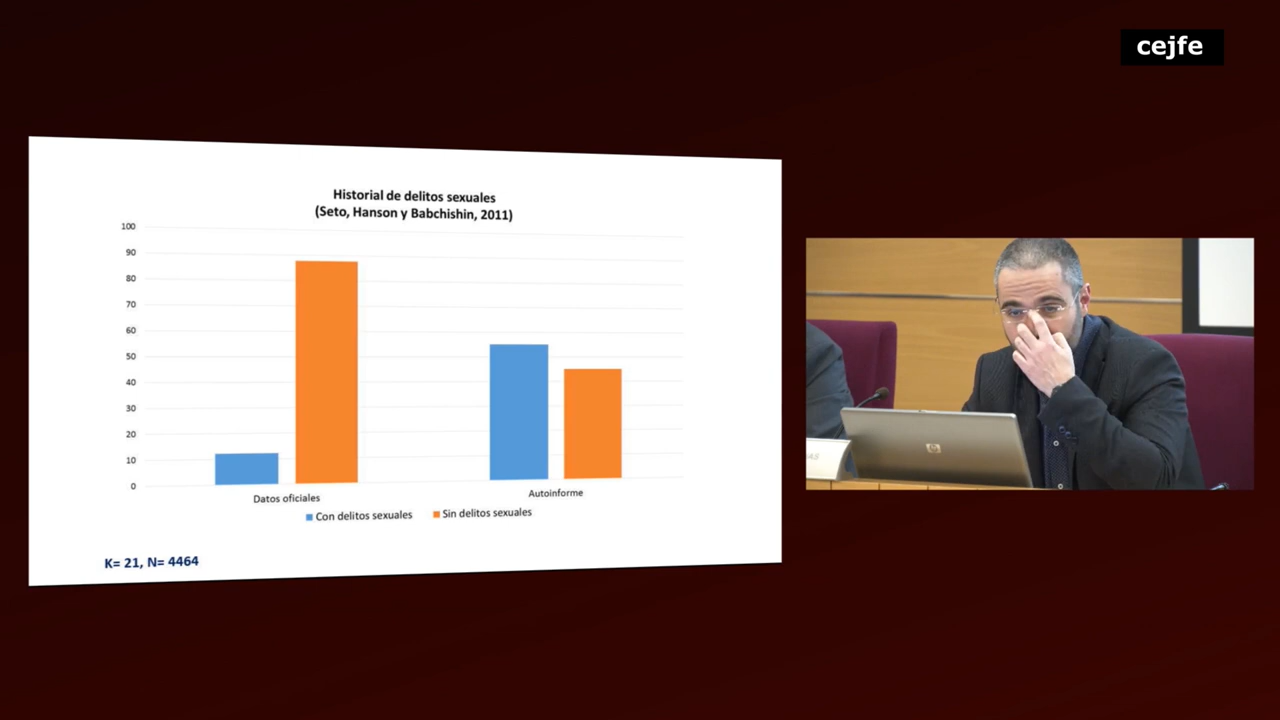 cejfe
Historial de delitos sexuales
(Seto, Hanson y Babchishin, 2011)
100
90
80
70
60
50
40
30
20
10
0
Datos oficiales
Autoinforme
Con delitos sexuales
Sin delitos sexuales
K= 21, N= 4464
hp